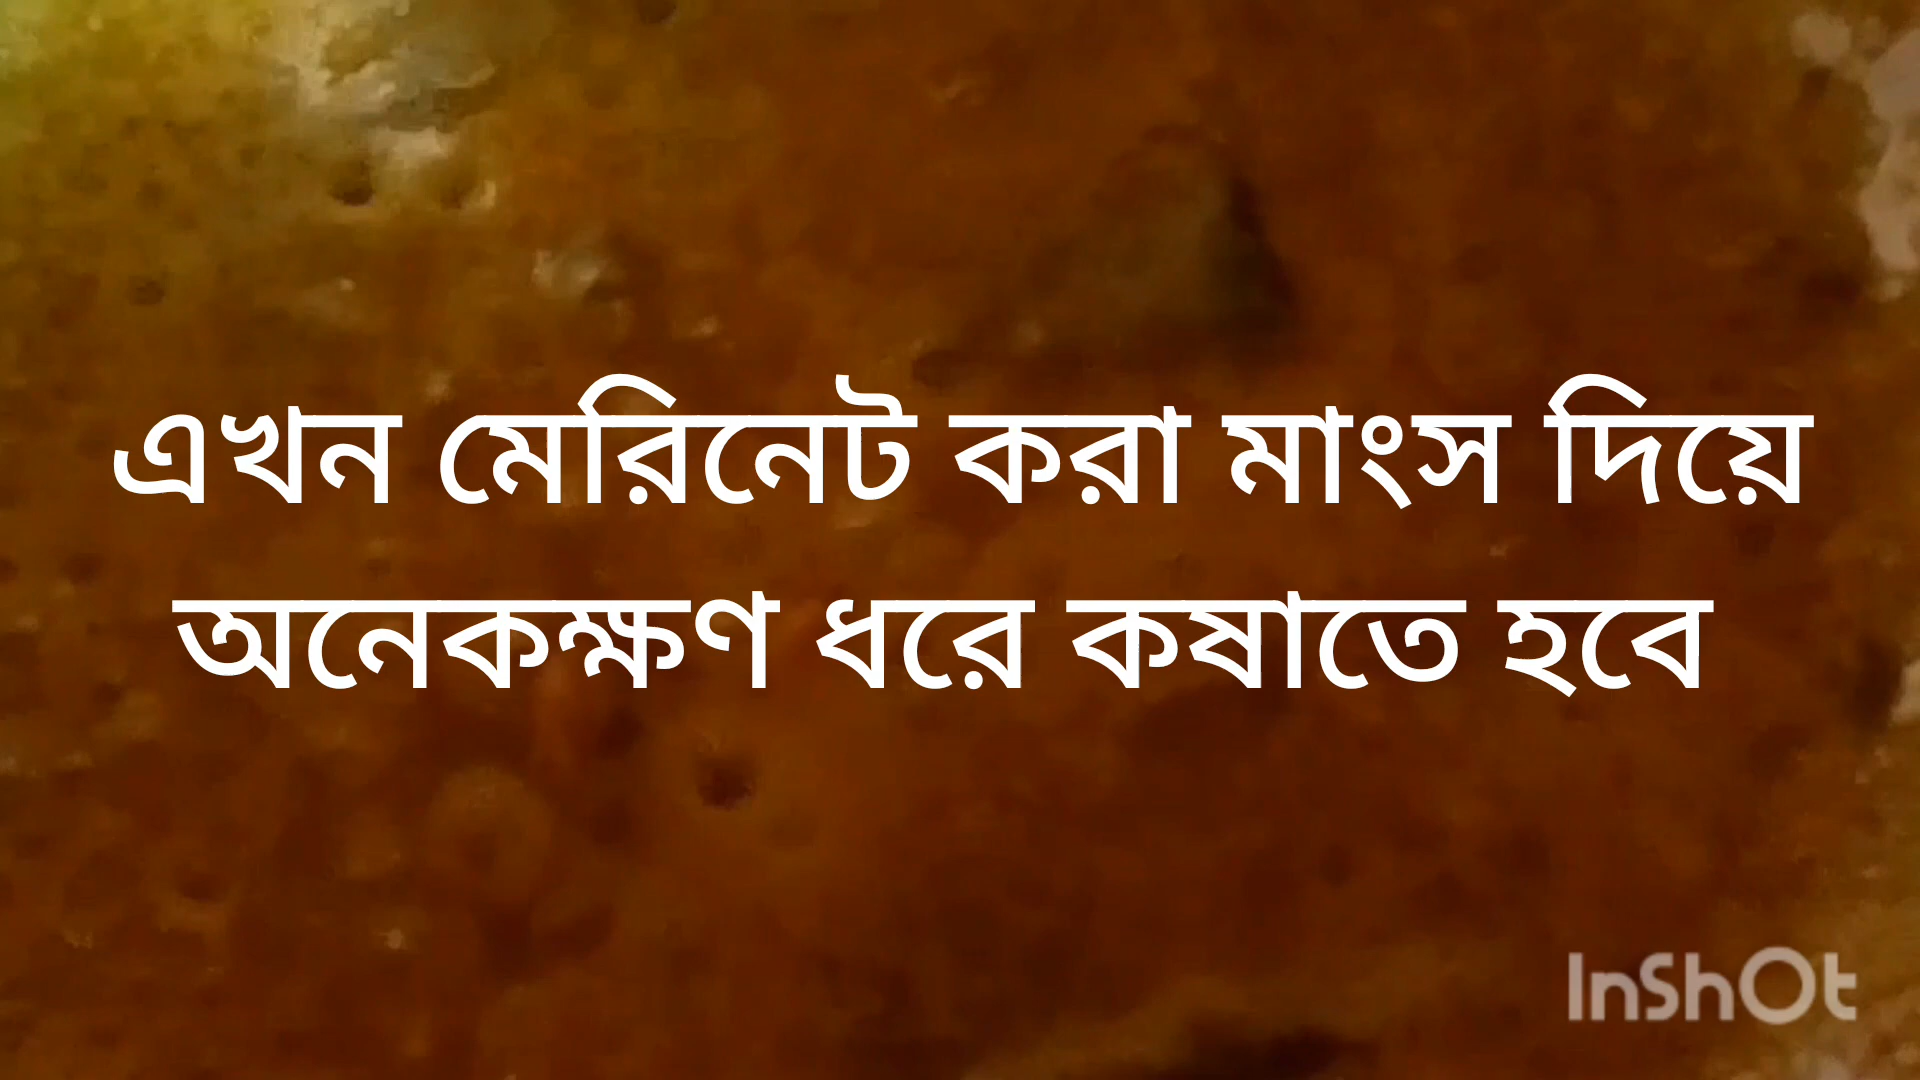 এখন মেরিনেট করা মাংস দিয়ে
অনেকক্ষণ ধরে কষাতে হবে
InShOt